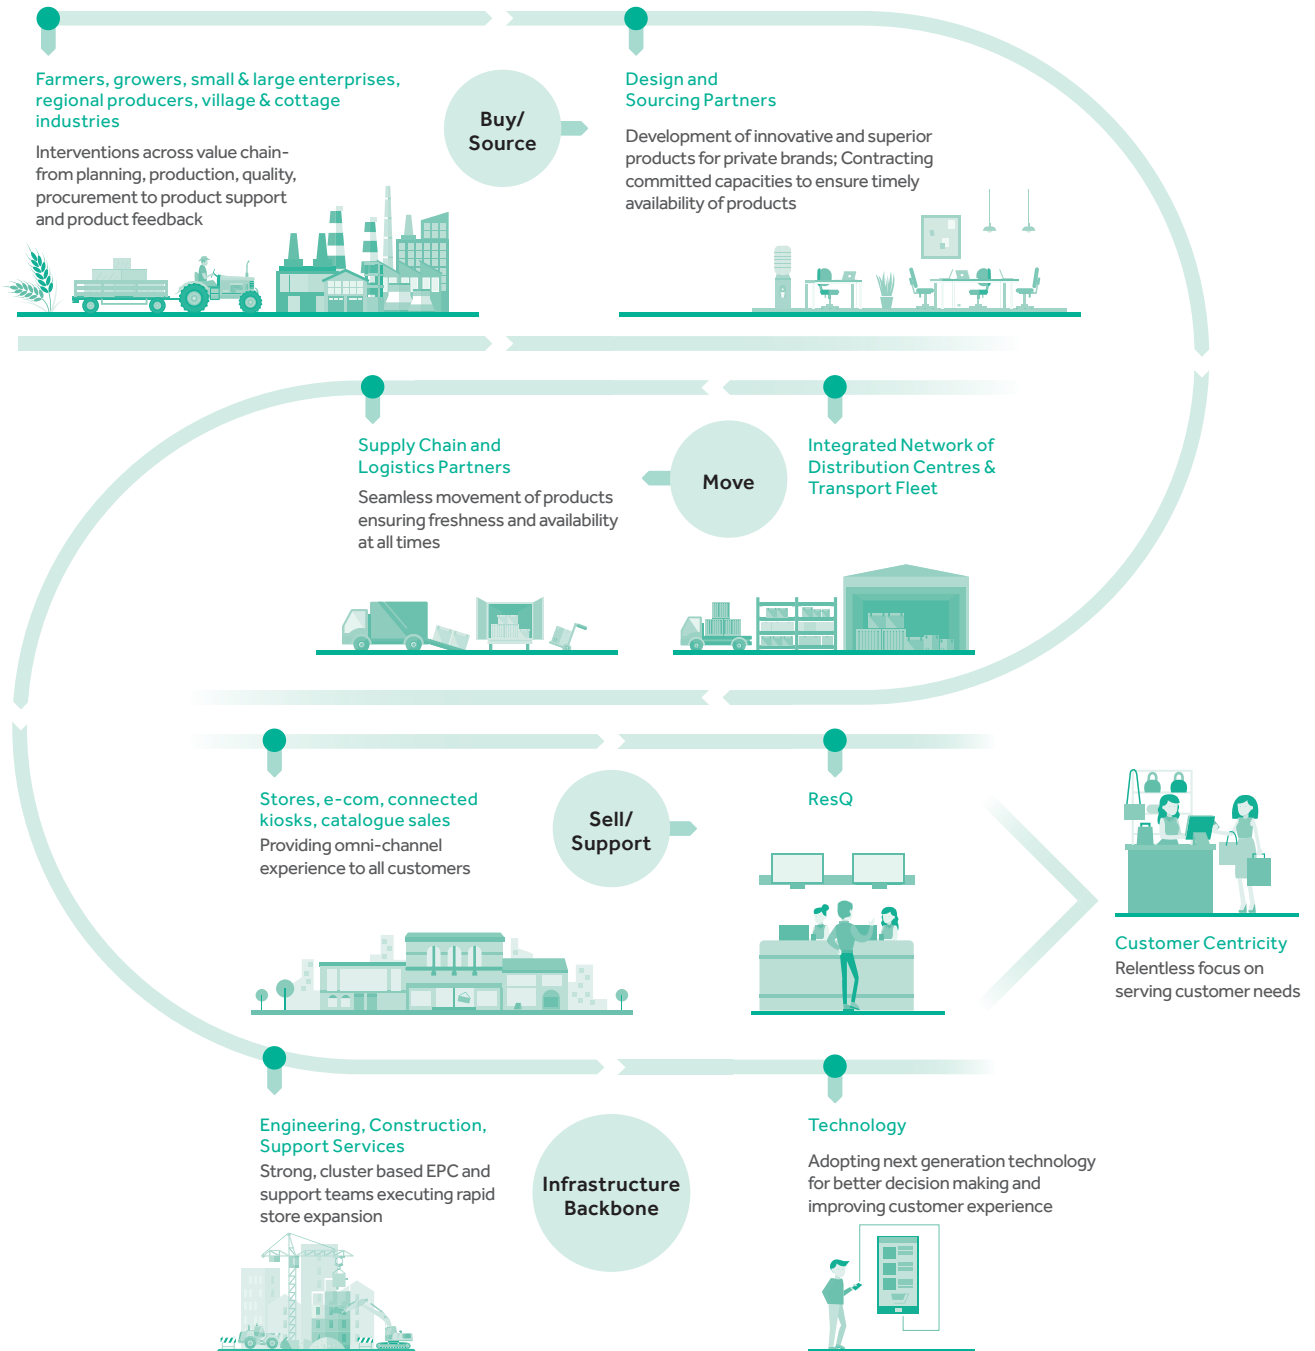 Farmers, growers, small & large enterprises,
regional producers, village & cottage
industries
Interventions across value chain-
from planning, production, quality,
procurement to product support
and product feedback
Buy/
Source
Design and
Sourcing Partners
Development of innovative and superior
products for private brands; Contracting
committed capacities to ensure timely
availability of products
Supply Chain and
Logistics Partners
Seamless movement of products
ensuring freshness and availability
at all times
Move
Integrated Network of
Distribution Centres &
Transport Fleet
Stores, e-com, connected
kiosks, catalogue sales
Providing omni-channel
experience to all customers
Sell/
Support
ResQ
Customer Centricity
Relentless focus on
serving customer needs
Engineering, Construction,
Support Services
Strong, cluster based EPC and
support teams executing rapid
store expansion
Infrastructure
Backbone
Technology
Adopting next generation technology
for better decision making and
improving customer experience